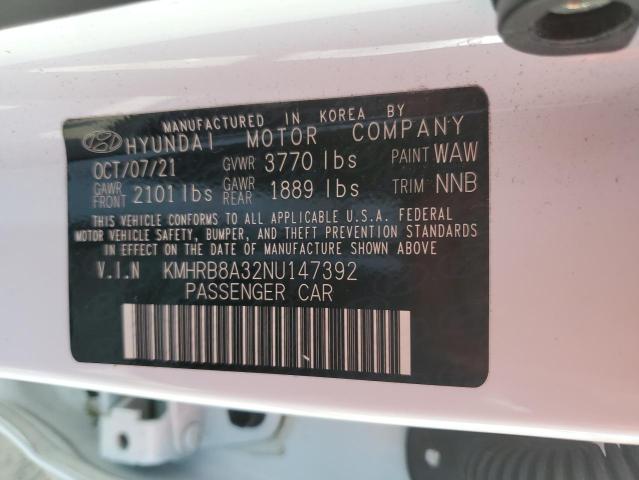 MANUFACTURED IN KOREA BY
HYUNDAI MOTOR COMPANY
OCT/07/21 GVWR 3770 lbs PAINT WAW
GAWR FRONT 2101 lbs GAWR REAR 1889 lbs TRIM NNB
THIS VEHICLE CONFORMS TO ALL APPLICABLE U.S.A. FEDERAL
MOTOR VEHICLE SAFETY, BUMPER, AND THEFT PREVENTION STANDARDS
IN EFFECT ON THE DATE OF MANUFACTURE SHOWN ABOVE
V.I.N KMHRB8A32NU147392
PASSENGER CAR